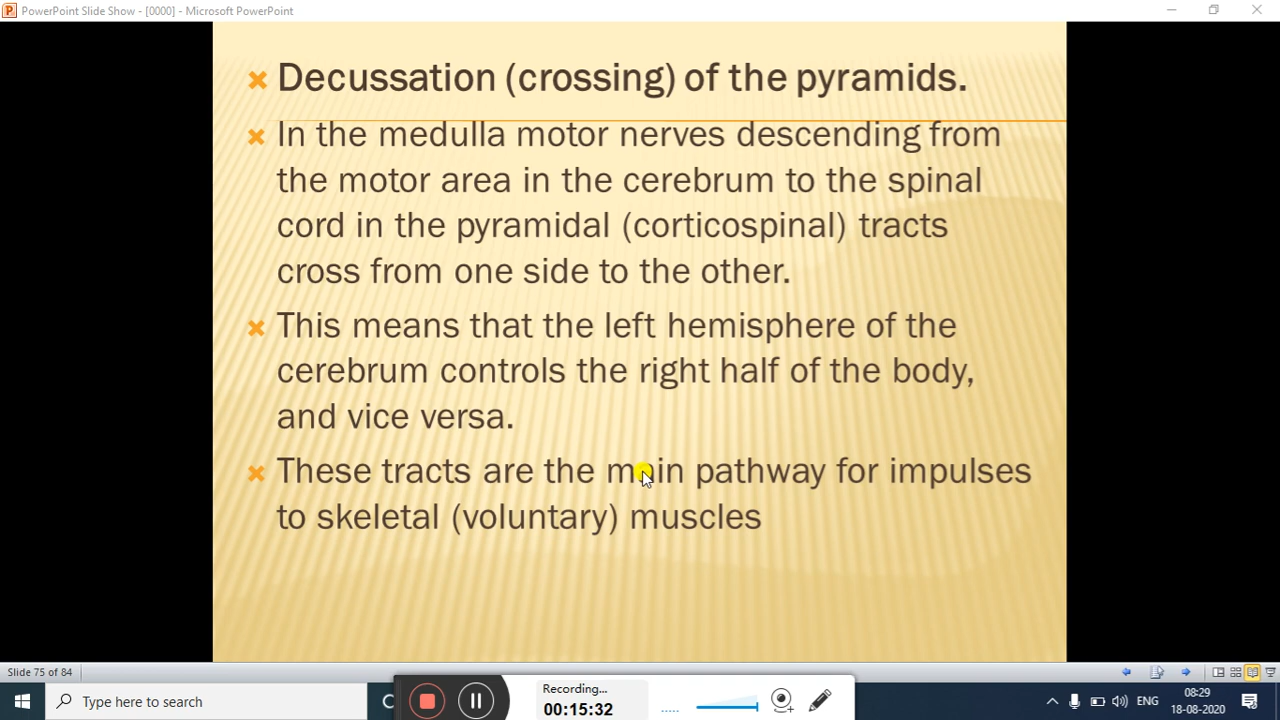 PowerPoint Slide Show - [0000] - Microsoft PowerPoint
Decussation (crossing) of the pyramids.
In the medulla motor nerves descending from
the motor area in the cerebrum to the spinal
cord in the pyramidal (corticospinal) tracts
cross from one side to the other.
This means that the left hemisphere of the
cerebrum controls the right half of the body,
and vice versa.
These tracts are the main pathway for impulses
to skeletal (voluntary) muscles
Slide 75 of 84
Type here to search
Recording...
00:15:32
ENG
08:29
18-08-2020